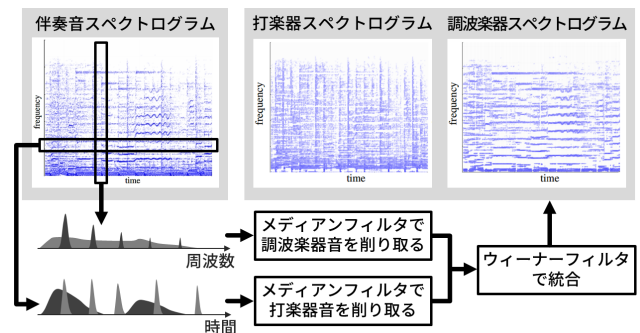 伴奏音スペクトログラム
打楽器スペクトログラム
調波楽器スペクトログラム
frequency
time
frequency
time
frequency
time
周波数
メディアンフィルタで
調波楽器音を削り取る
ウィーナーフィルタ
で統合
時間
メディアンフィルタで
打楽器音を削り取る